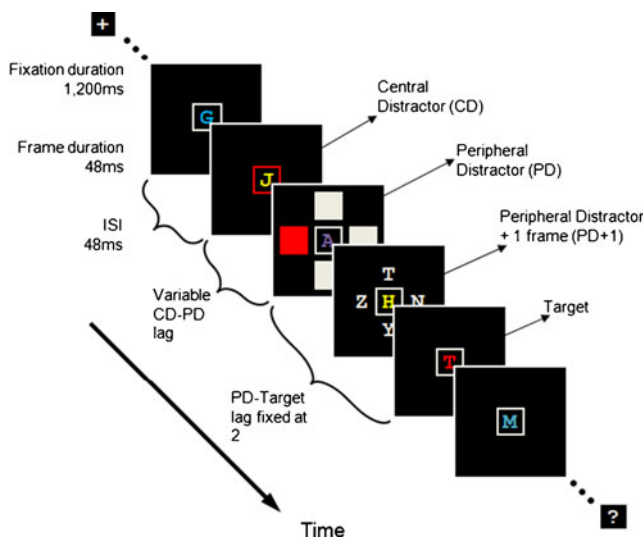 +
Fixation duration
1,200ms
G
Central
Distractor (CD)
Frame duration
48ms
J
Peripheral
Distractor (PD)
ISI
48ms
A
Peripheral Distractor
+ 1 frame (PD+1)
T
Z H N
Y
Variable
CD-PD
lag
Target
T
PD-Target
lag fixed at
2
M
?
Time